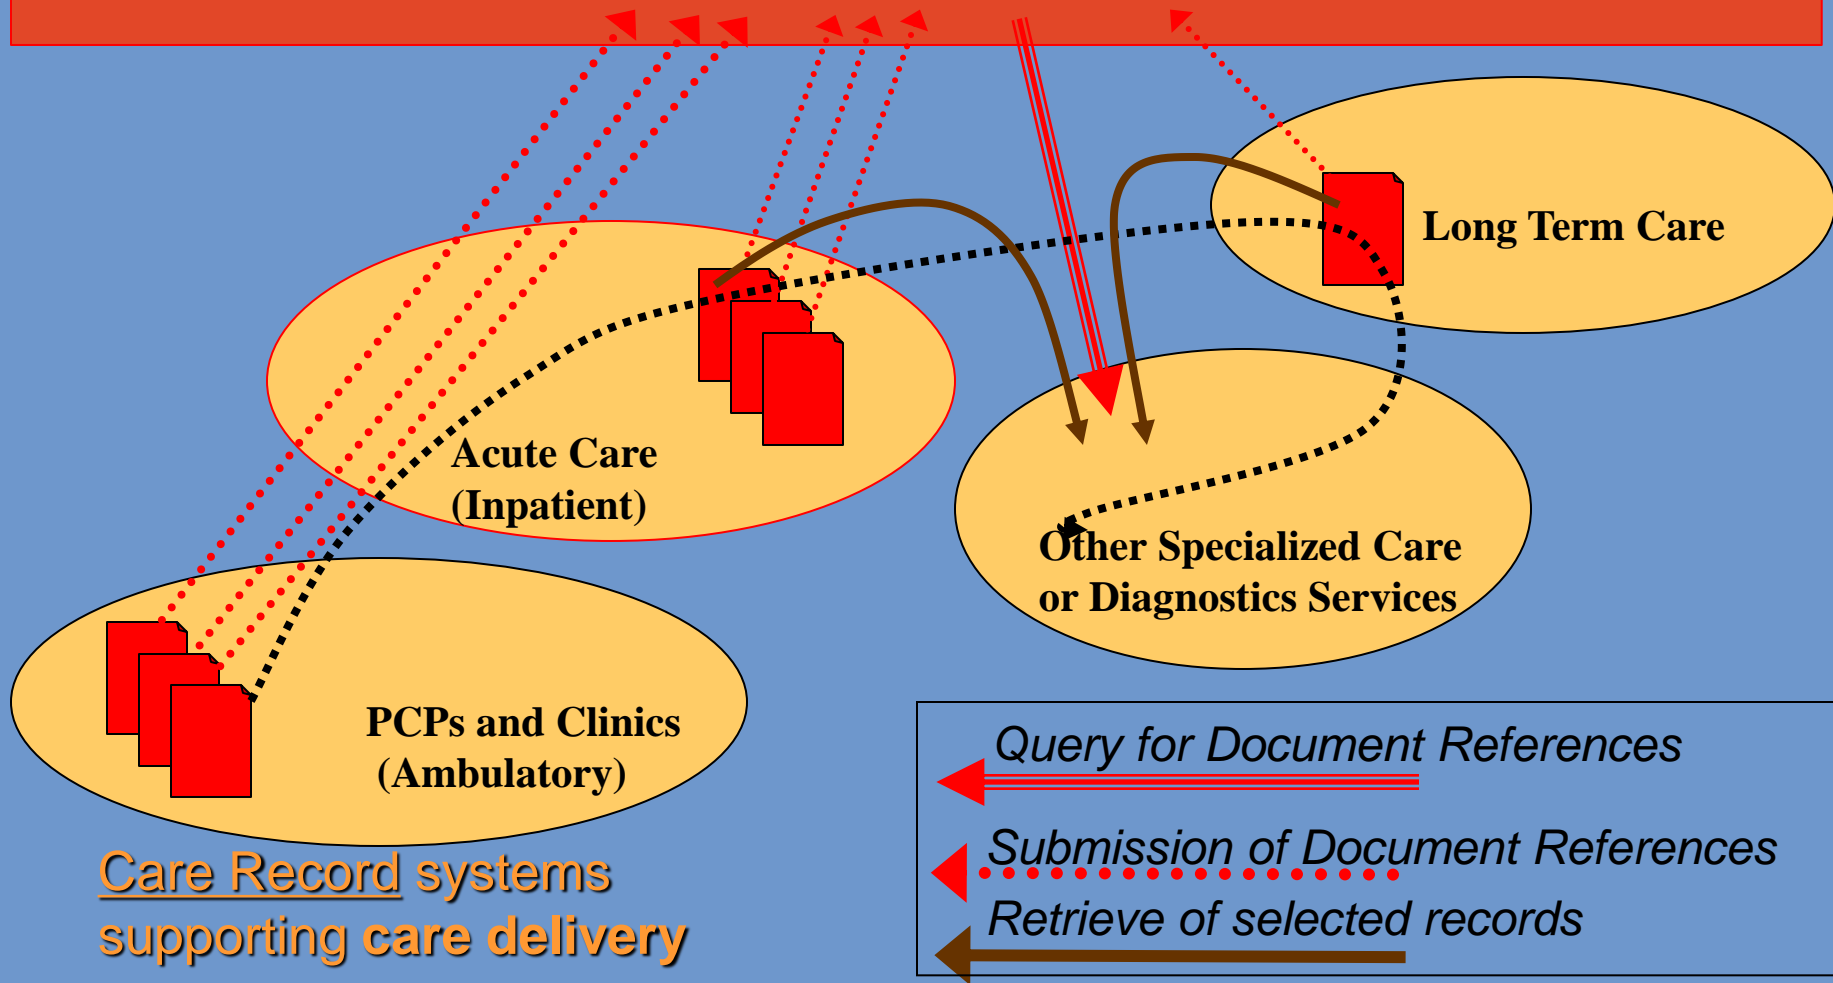 Long Term Care
Acute Care
(Inpatient)
Other Specialized Care
or Diagnostics Services
PCPs and Clinics
(Ambulatory)
Query for Document References
Submission of Document References
Retrieve of selected records
Care Record systems
supporting care delivery